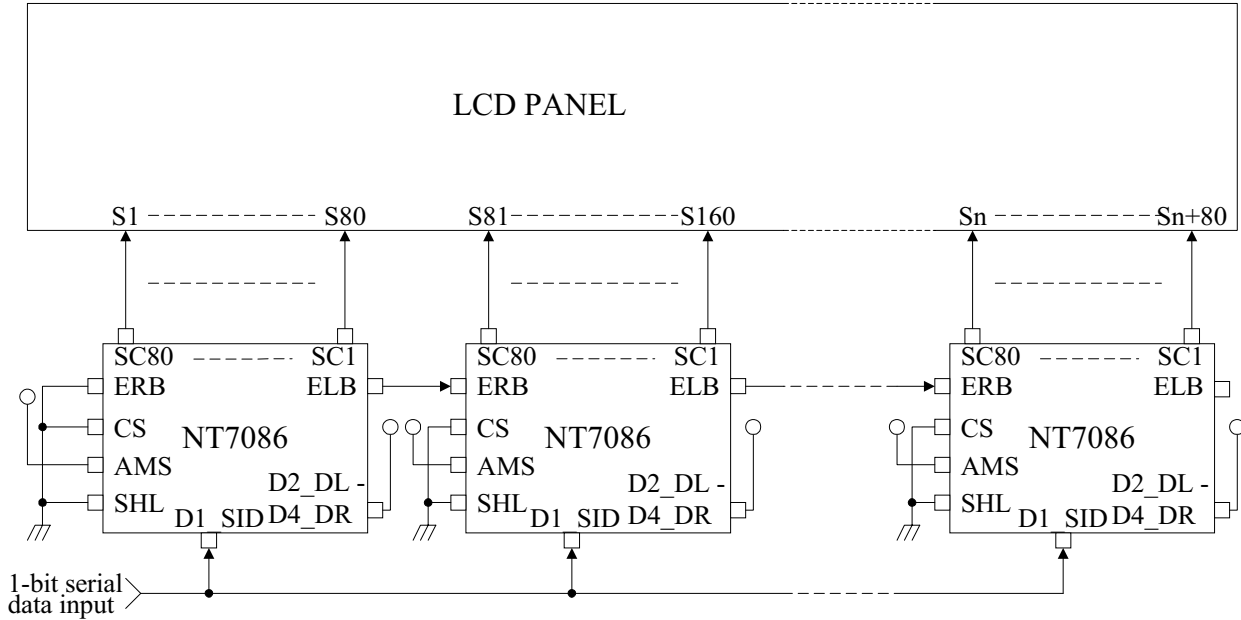 LCD PANEL
S1 S80 S81 S160 Sn Sn+80
SC80 SC1 SC80 SC1 SC80 SC1
ERB ELB ERB ELB ERB ELB
CS NT7086 CS NT7086 CS NT7086
AMS AMS AMS
D2_DL - D2_DL - D2_DL -
SHL SHL SHL
D1_SID D4_DR D1_SID D4_DR D1_SID D4_DR
1-bit serial
data input